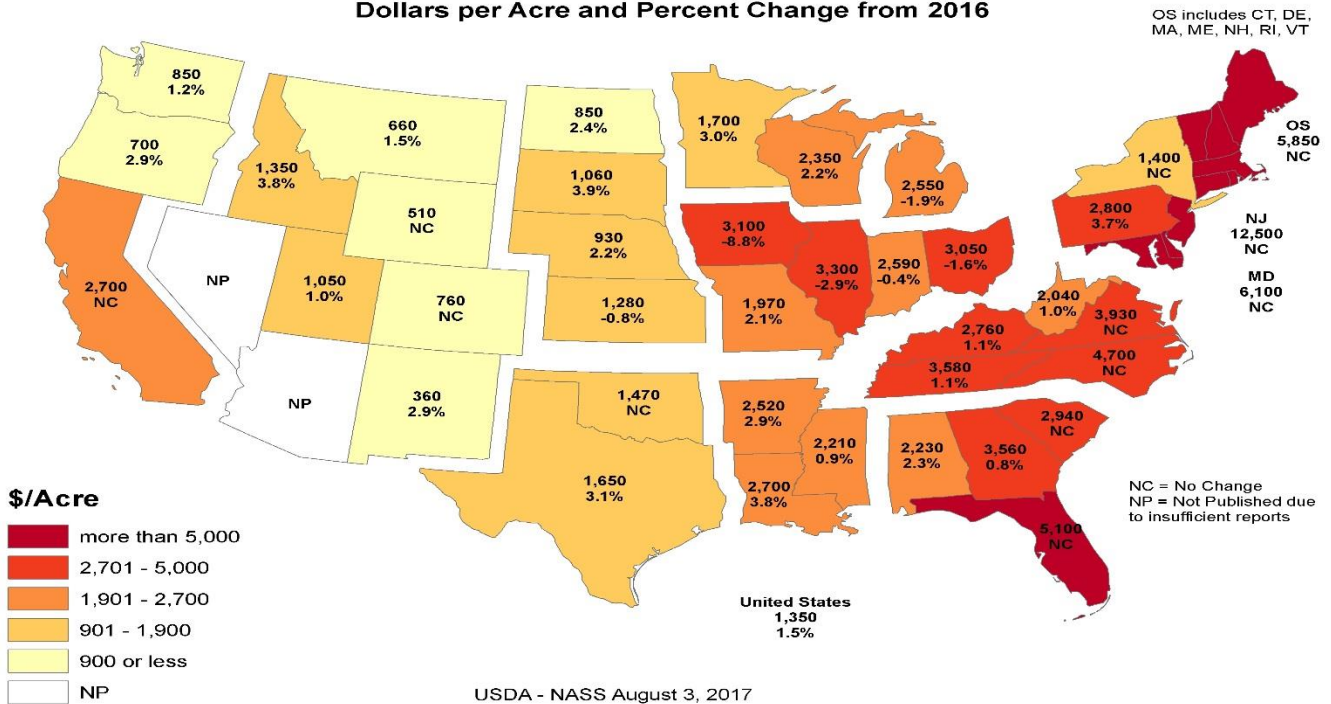 Dollars per Acre and Percent Change from 2016
OS includes CT, DE,
MA, ME, NH, RI, VT
850
1.2%
700
2.9%
1,350
3.8%
660
1.5%
510
NC
2,700
NC
NP
1,050
1.0%
760
NC
NP
360
2.9%
850
2.4%
1,060
3.9%
930
2.2%
1,280
-0.8%
1,470
NC
1,650
3.1%
1,700
3.0%
2,350
2.2%
2,550
-1.9%
3,100
-8.8%
3,300
-2.9%
2,590
-0.4%
3,050
-1.6%
1,970
2.1%
2,520
2.9%
2,700
3.8%
2,210
0.9%
2,230
2.3%
3,560
0.8%
2,940
NC
5,100
NC
2,760
1.1%
3,580
1.1%
2,040
1.0%
3,930
NC
4,700
NC
1,400
NC
2,800
3.7%
OS
5,850
NC
NJ
12,500
NC
MD
6,100
NC
NC = No Change
NP = Not Published due
to insufficient reports
$/Acre
more than 5,000
2,701 - 5,000
1,901 - 2,700
901 - 1,900
900 or less
NP
United States
1,350
1.5%
USDA - NASS August 3, 2017